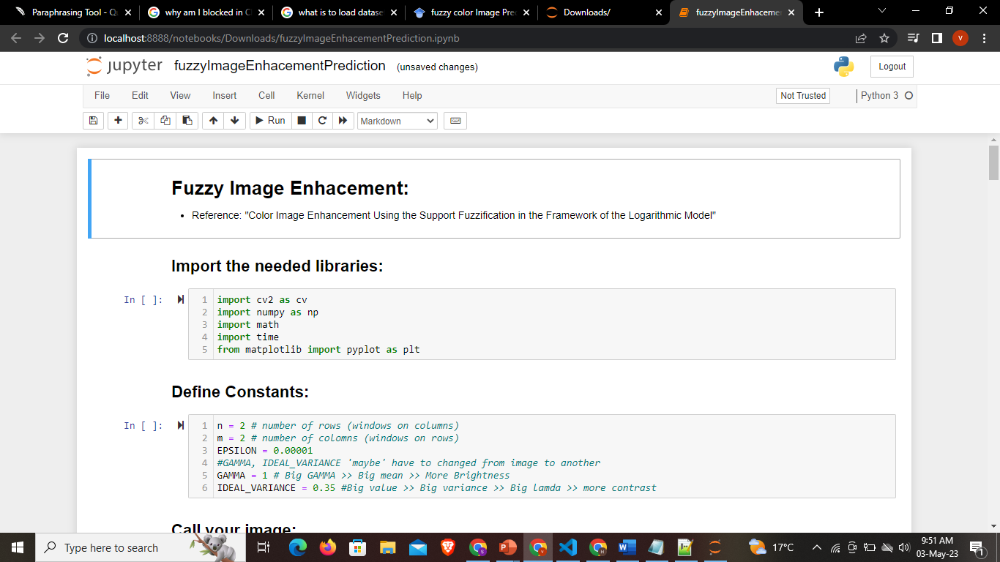 Paraphrasing Tool - Qu
why am I blocked in C
what is to load datase
fuzzy color Image Pre
Downloads/
fuzzyImageEnhaceme
localhost:8888/notebooks/Downloads/fuzzyImageEnhacementPrediction.ipynb
V
jupyter fuzzyImageEnhacementPrediction (unsaved changes)
Logout
File Edit View Insert Cell Kernel Widgets Help
Not Trusted
Python 3
Run
Markdown
Fuzzy Image Enhacement:
• Reference: "Color Image Enhancement Using the Support Fuzzification in the Framework of the Logarithmic Model"
Import the needed libraries:
In [ ]:
1 import cv2 as cv
2 import numpy as np
3 import math
4 import time
5 from matplotlib import pyplot as plt
Define Constants:
In [ ]:
1 n = 2 # number of rows (windows on columns)
2 m = 2 # number of colomns (windows on rows)
3 EPSILON = 0.00001
4 #GAMMA, IDEAL_VARIANCE 'maybe' have to changed from image to another
5 GAMMA = 1 # Big GAMMA >> Big mean >> More Brightness
6 IDEAL_VARIANCE = 0.35 #Big value >> Big variance >> Big lamda >> more contrast
Call your image:
Type here to search
17°C
9:51 AM
03-May-23
1